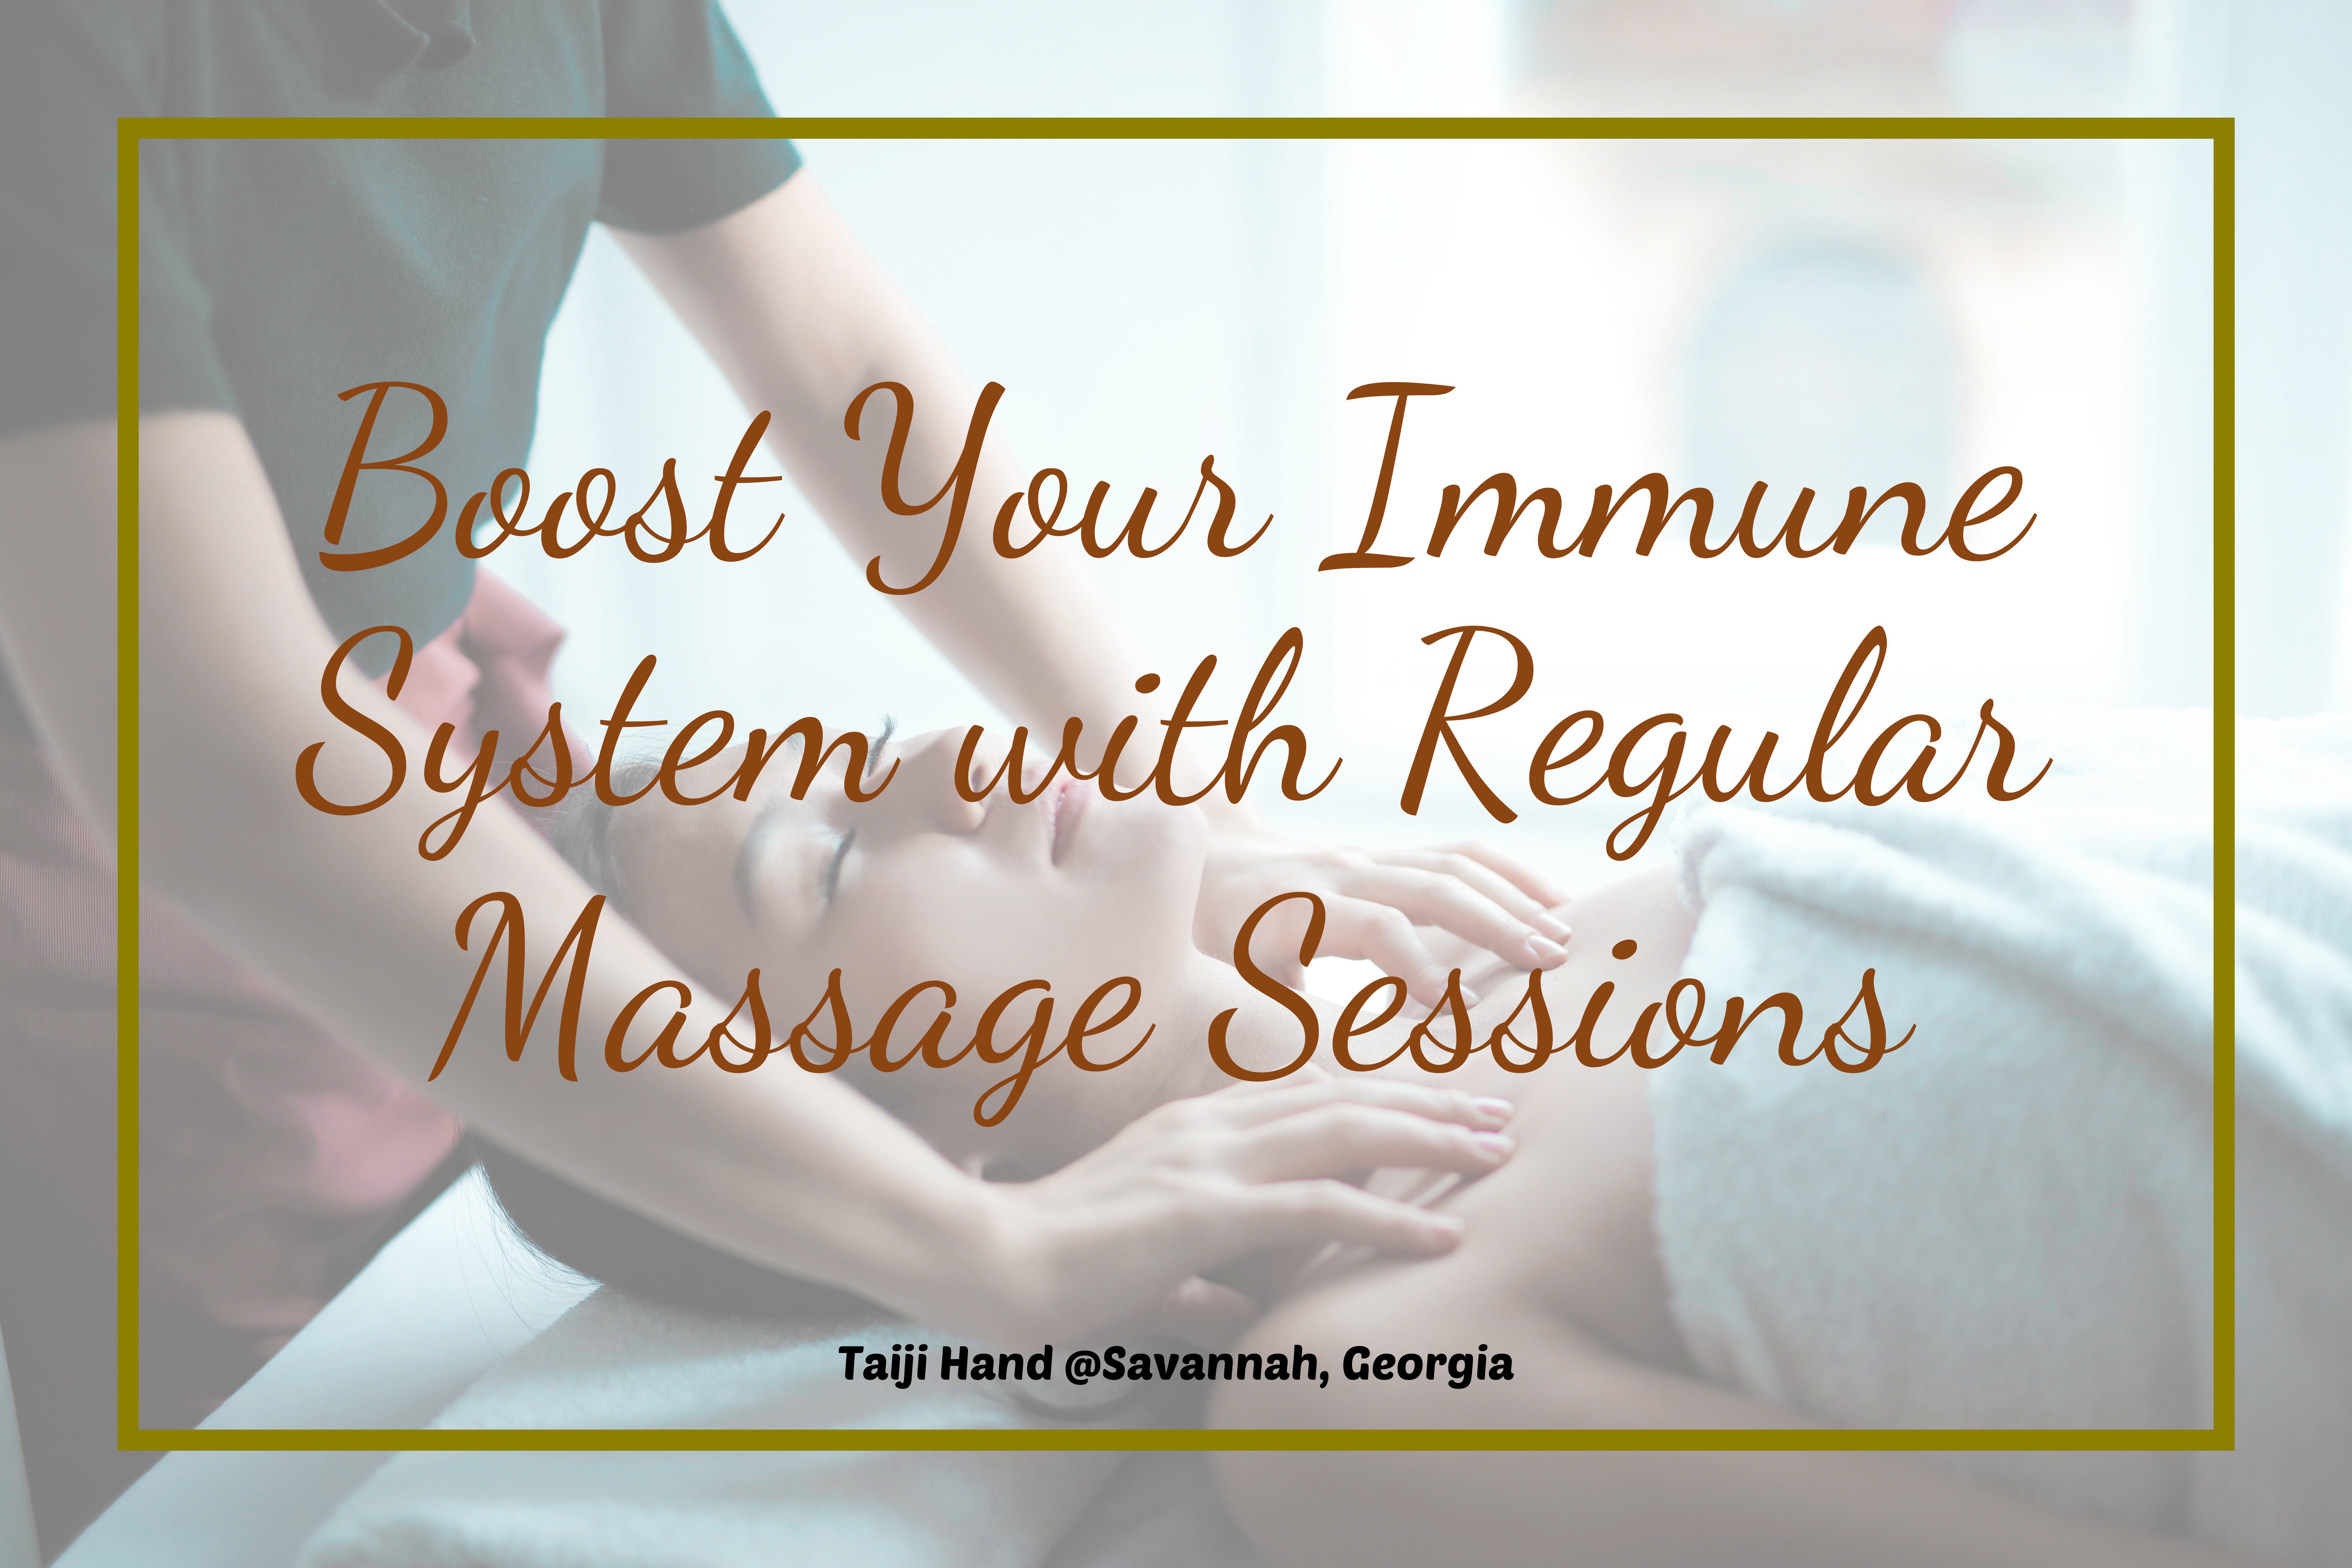 Boost Your Immune
System with Regular
Massage Sessions
Taiji Hand @Savannah, Georgia